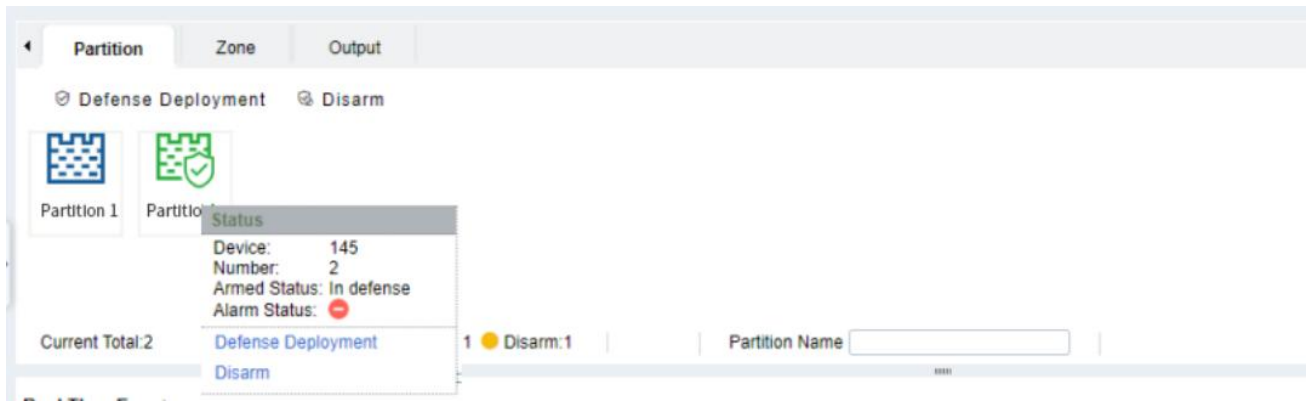 Partition Zone Output
Defense Deployment Disarm
Partition 1 Partitio
Status
Device: 145
Number: 2
Armed Status: In defense
Alarm Status:
Current Total:2 1 Disarm:1 Partition Name
Defense Deployment
Disarm